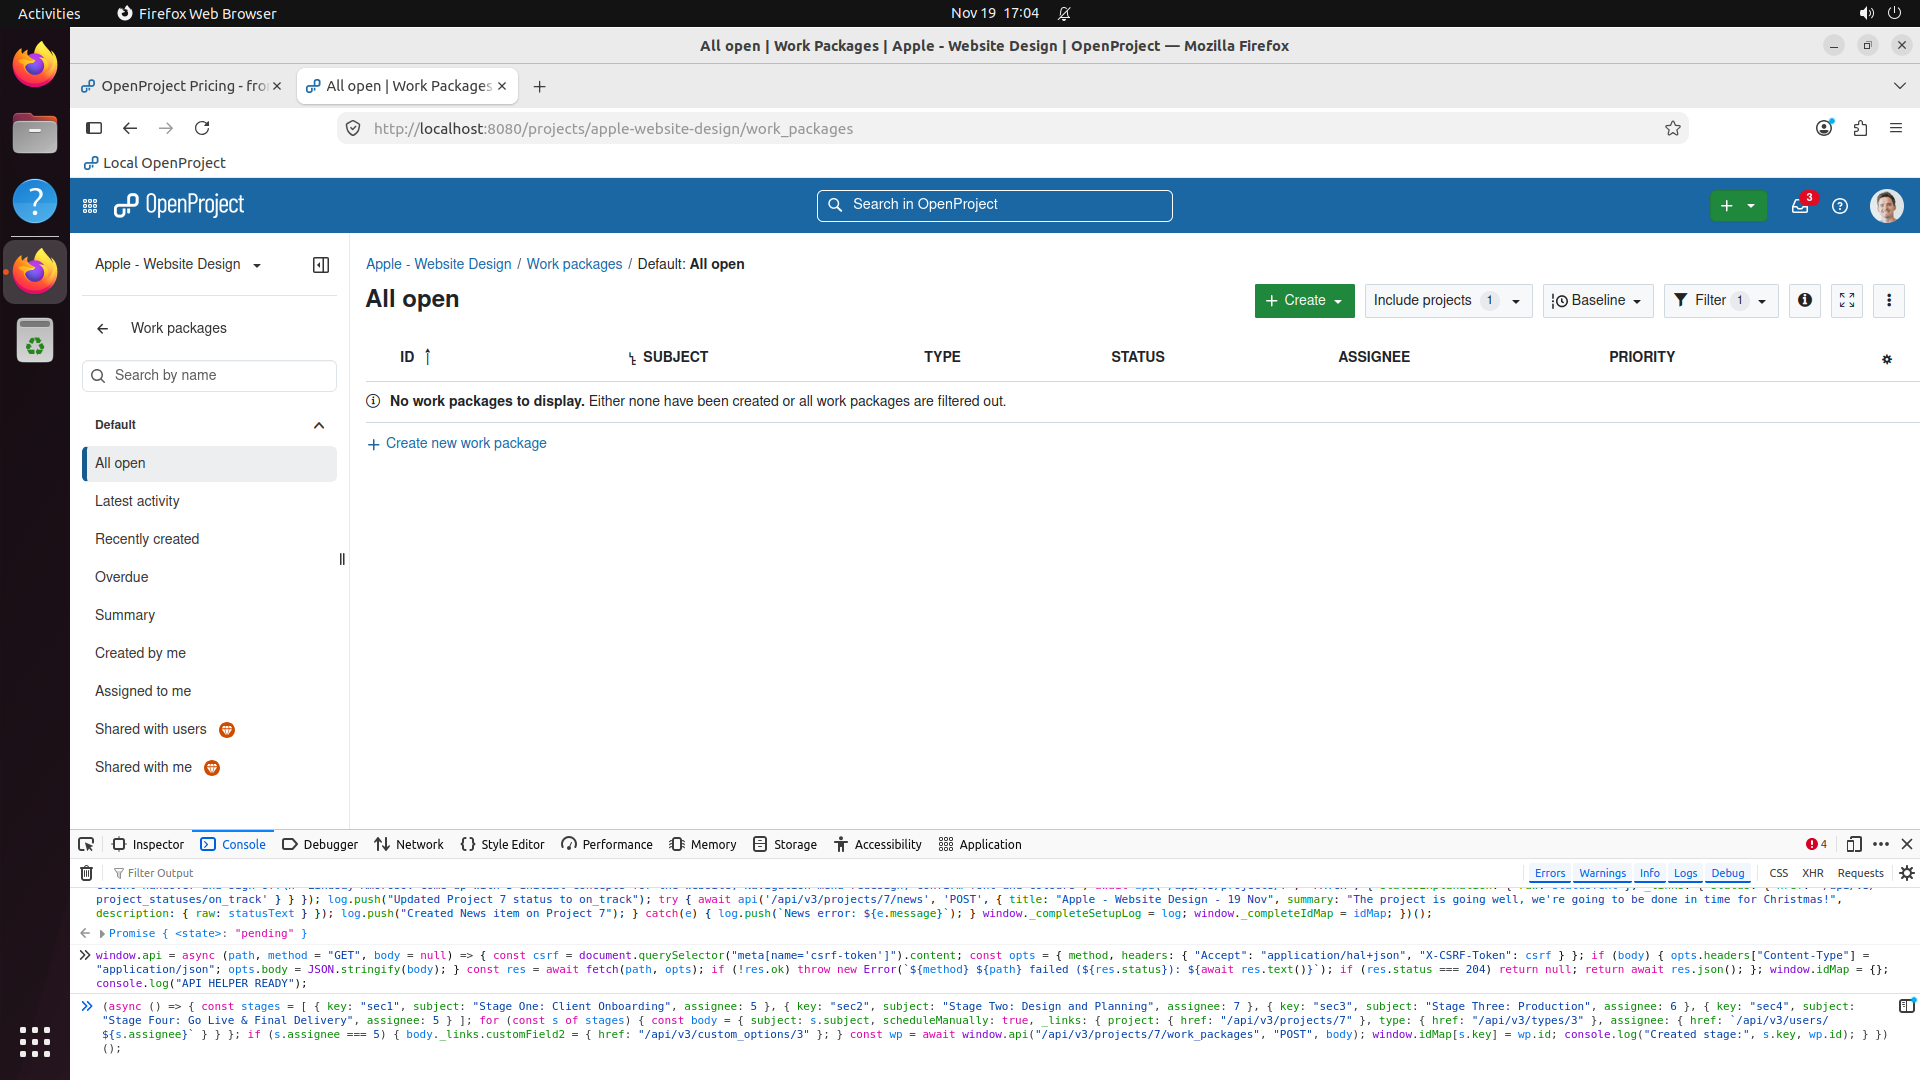 Activities
Firefox Web Browser
Nov 19 17:04
All open | Work Packages | Apple - Website Design | OpenProject — Mozilla Firefox
OpenProject Pricing - fro
All open | Work Packages
http://localhost:8080/projects/apple-website-design/work_packages
Local OpenProject
OpenProject
Search in OpenProject
3
Apple - Website Design
Apple - Website Design / Work packages / Default: All open
All open
Create
Include projects 1
Baseline
Filter 1
Work packages
Search by name
ID SUBJECT TYPE STATUS ASSIGNEE PRIORITY
No work packages to display. Either none have been created or all work packages are filtered out.
Create new work package
Default
All open
Latest activity
Recently created
Overdue
Summary
Created by me
Assigned to me
Shared with users
Shared with me
Inspector Console Debugger Network Style Editor Performance Memory Storage Accessibility Application
4
Filter Output
Errors Warnings Info Logs Debug CSS XHR Requests
project_statuses/on_track' } } }); log.push("Updated Project 7 status to on_track"); try { await api('/api/v3/projects/7/news', 'POST', { title: "Apple - Website Design - 19 Nov", summary: "The project is going well, we're going to be done in time for Christmas!",
description: { raw: statusText } }); log.push("Created News item on Project 7"); } catch(e) { log.push(`News error: ${e.message}`); } window._completeSetupLog = log; window._completeIdMap = idMap; })();
Promise { <state>: "pending" }
window.api = async (path, method = "GET", body = null) => { const csrf = document.querySelector("meta[name='csrf-token']").content; const opts = { method, headers: { "Accept": "application/hal+json", "X-CSRF-Token": csrf } }; if (body) { opts.headers["Content-Type"] =
"application/json"; opts.body = JSON.stringify(body); } const res = await fetch(path, opts); if (!res.ok) throw new Error(`${method} ${path} failed (${res.status}): ${await res.text()}`); if (res.status === 204) return null; return await res.json(); }; window.idMap = {};
console.log("API HELPER READY");
(async () => { const stages = [ { key: "sec1", subject: "Stage One: Client Onboarding", assignee: 5 }, { key: "sec2", subject: "Stage Two: Design and Planning", assignee: 7 }, { key: "sec3", subject: "Stage Three: Production", assignee: 6 }, { key: "sec4", subject:
"Stage Four: Go Live & Final Delivery", assignee: 5 } ]; for (const s of stages) { const body = { subject: s.subject, scheduleManually: true, _links: { project: { href: "/api/v3/projects/7" }, type: { href: "/api/v3/types/3" }, assignee: { href: `/api/v3/users/
${s.assignee}` } } }; if (s.assignee === 5) { body._links.customField2 = { href: "/api/v3/custom_options/3" }; } const wp = await window.api("/api/v3/projects/7/work_packages", "POST", body); window.idMap[s.key] = wp.id; console.log("Created stage:", s.key, wp.id); } })
();